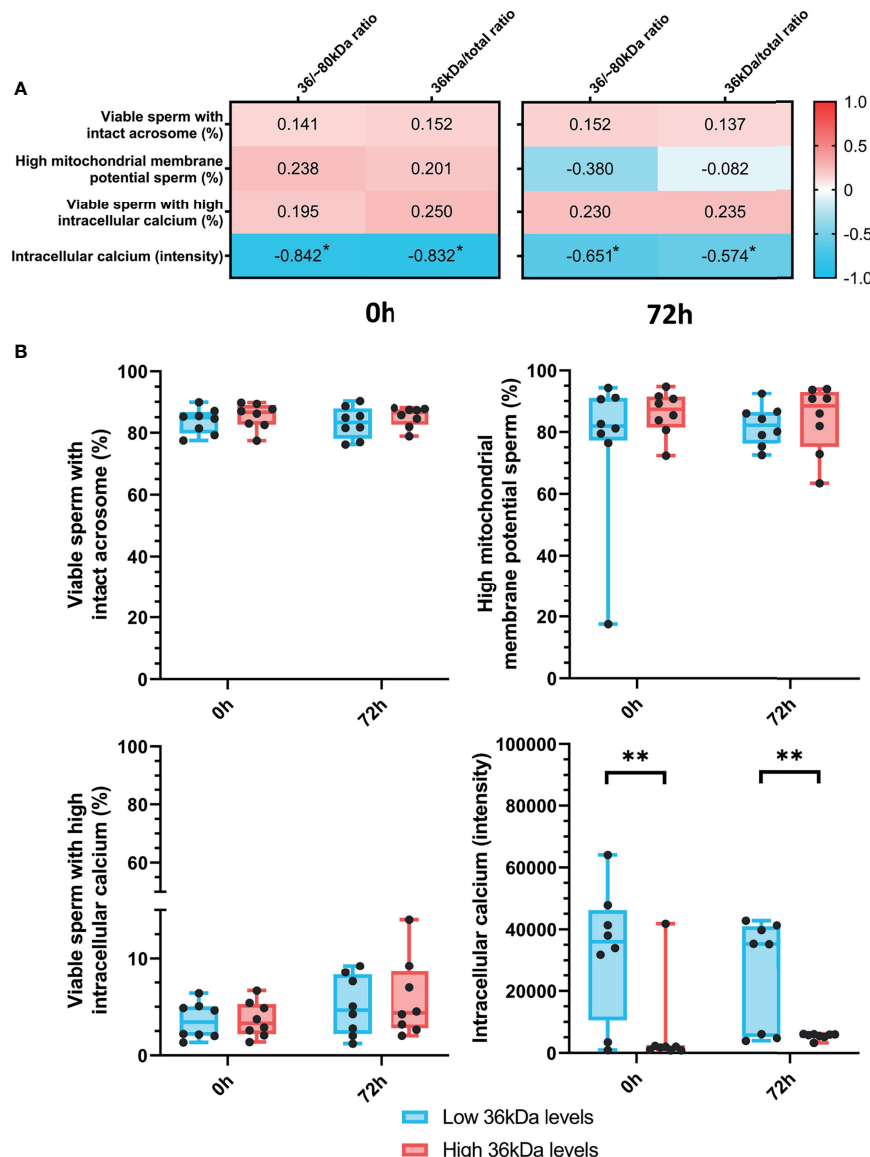 A
36/~80kDa ratio
36kDa/total ratio
36/~80kDa ratio
36kDa/total ratio
Viable sperm with
intact acrosome (%)
0.141
0.152
0.152
0.137
High mitochondrial membrane
potential sperm (%)
0.238
0.201
-0.380
-0.082
Viable sperm with high
intracellular calcium (%)
0.195
0.250
0.230
0.235
Intracellular calcium (intensity)
-0.842*
-0.832*
-0.651*
-0.574*
1.0
0.5
0
-0.5
-1.0
0h
72h
B
Viable sperm with
intact acrosome (%)
100
80
60
40
20
0
0h
72h
High mitochondrial
membrane potential sperm (%)
100
80
60
40
20
0
0h
72h
Viable sperm with high
intracellular calcium (%)
100
80
60
10
0
0h
72h
Intracellular calcium (intensity)
100000
80000
60000
40000
20000
0
**
**
0h
72h
Low 36kDa levels
High 36kDa levels